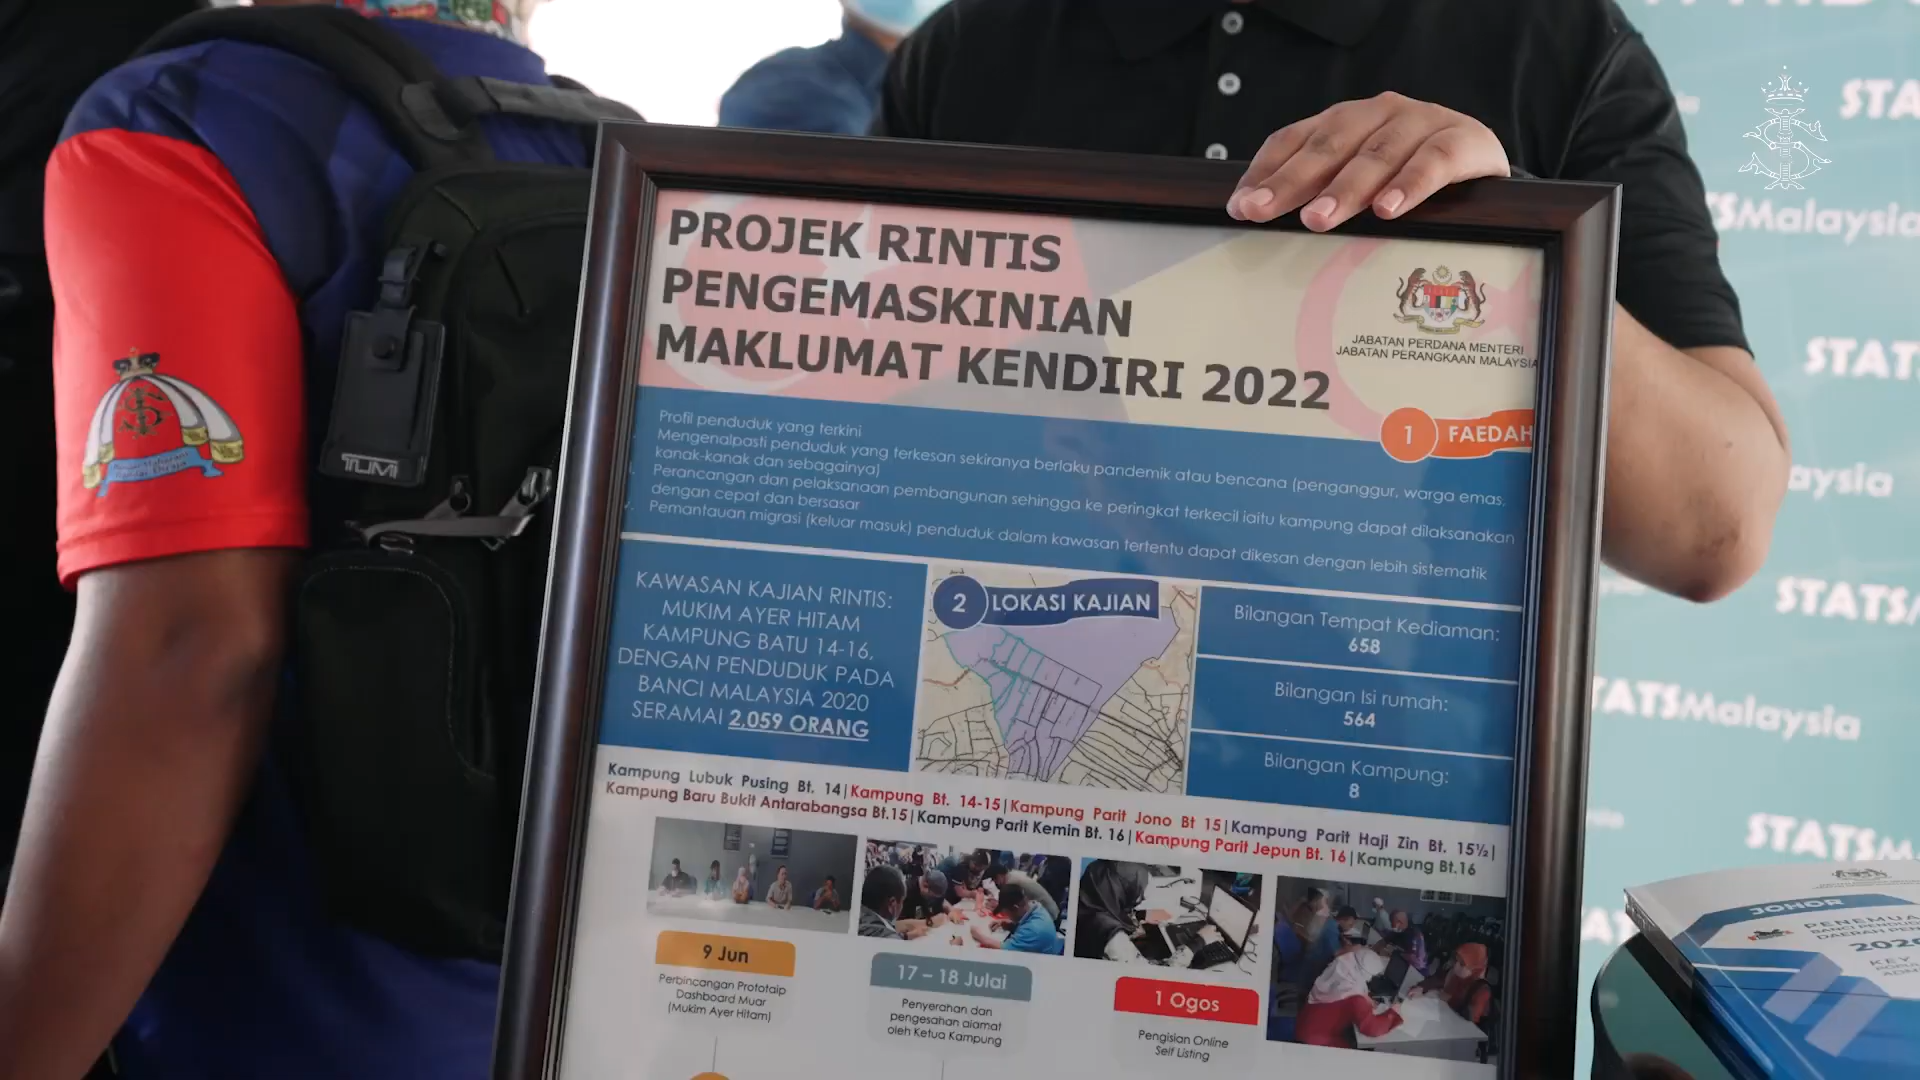 PROJEK RINTIS
PENGEMASKINIAN
MAKLUMAT KENDIRI 2022
JABATAN PERDANA MENTERI
JABATAN PERANGKAAN MALAYSIA
1 FAEDAH
Profil penduduk yang terkini
Mengenalpasti penduduk yang terkesan sekiranya berlaku pandemik atau bencana (penganggur, warga emas,
kanak-kanak dan sebagainya)
Perancangan dan pelaksanaan pembangunan sehingga ke peringkat terkecil iaitu kampung dapat dilaksanakan
dengan cepat dan bersasar
Pemantauan migrasi (keluar masuk) penduduk dalam kawasan tertentu dapat dikesan dengan lebih sistematik
KAWASAN KAJIAN RINTIS:
MUKIM AYER HITAM
KAMPUNG BATU 14-16,
DENGAN PENDUDUK PADA
BANCI MALAYSIA 2020
SERAMAI 2,059 ORANG
2 LOKASI KAJIAN
Bilangan Tempat Kediaman:
658
Bilangan Isi rumah:
564
Bilangan Kampung:
8
Kampung Lubuk Pusing Bt. 14|Kampung Bt. 14-15|Kampung Parit Jono Bt 15|Kampung Parit Haji Zin Bt. 15½|
Kampung Baru Bukit Antarabangsa Bt.15|Kampung Parit Kemin Bt. 16|Kampung Parit Jepun Bt. 16|Kampung Bt.16
9 Jun
Perbincangan Prototaip
Dashboard Muar
(Mukim Ayer Hitam)
17 – 18 Julai
Penyerahan dan
pengesahan alamat
oleh Ketua Kampung
1 Ogos
Pengisian Online
Self Listing
TUMI
STATS
Malaysia
STATS
aysia
STATS
STATSMalaysia
STATS
JOHOR
2020
KEY